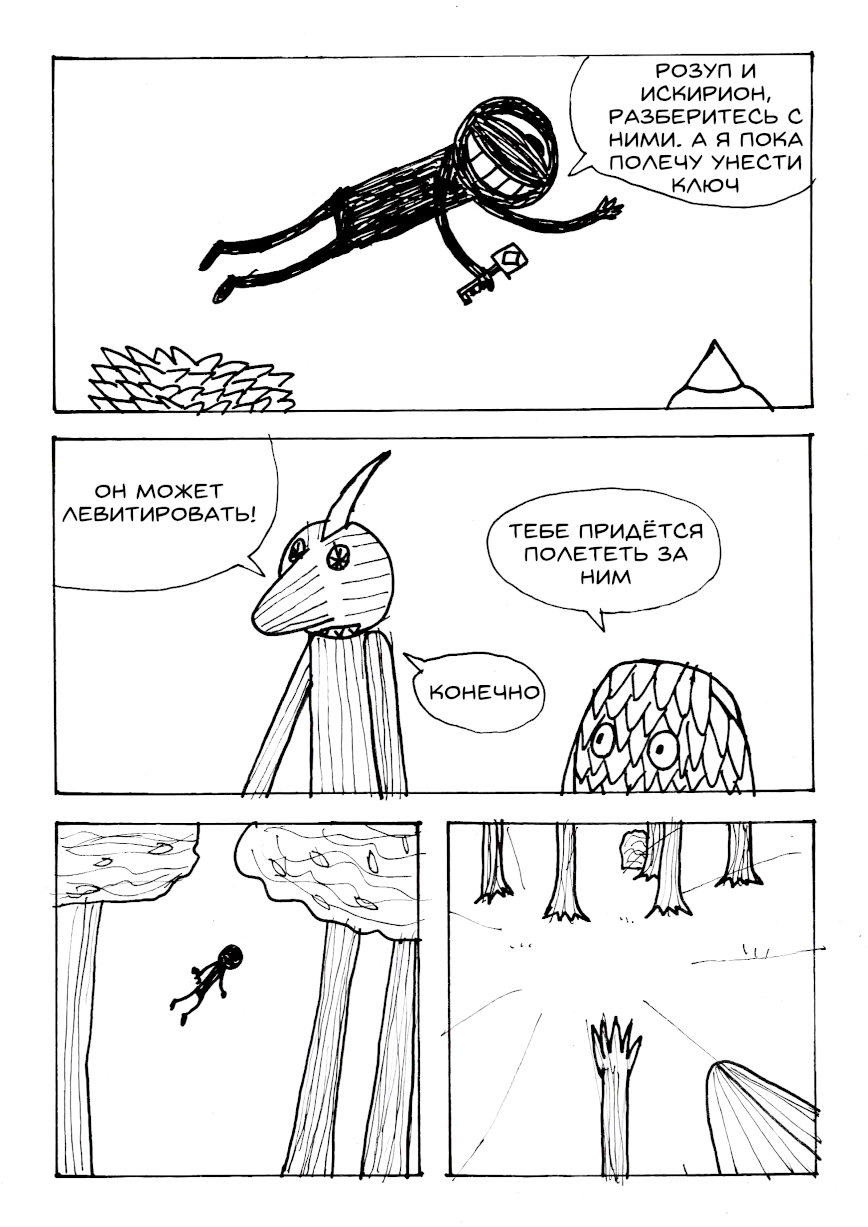 РОЗУП И
ИСКИРИОН,
РАЗБЕРИТЕСЬ С
НИМИ. А Я ПОКА
ПОЛЕЧУ УНЕСТИ
КЛЮЧ
ОН МОЖЕТ
ЛЕВИТИРОВАТЬ!
ТЕБЕ ПРИДЁТСЯ
ПОЛЕТЕТЬ ЗА
НИМ
КОНЕЧНО